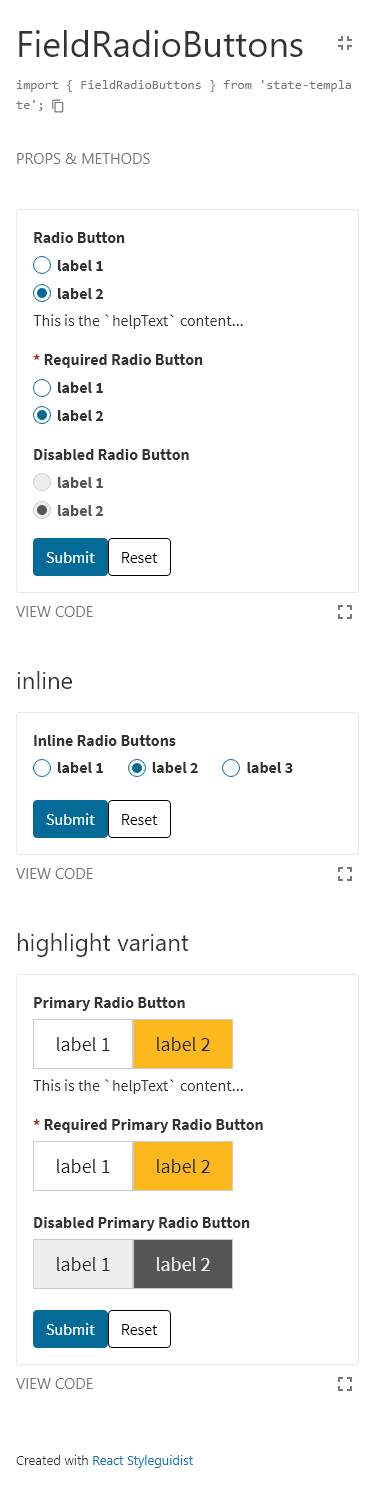 FieldRadioButtons
import { FieldRadioButtons } from 'state-templa
te';
PROPS & METHODS
Radio Button
label 1
label 2
This is the `helpText` content...
* Required Radio Button
label 1
label 2
Disabled Radio Button
label 1
label 2
Submit Reset
VIEW CODE
inline
Inline Radio Buttons
label 1 label 2 label 3
Submit Reset
VIEW CODE
highlight variant
Primary Radio Button
label 1 label 2
This is the `helpText` content...
* Required Primary Radio Button
label 1 label 2
Disabled Primary Radio Button
label 1 label 2
Submit Reset
VIEW CODE
Created with React Styleguidist